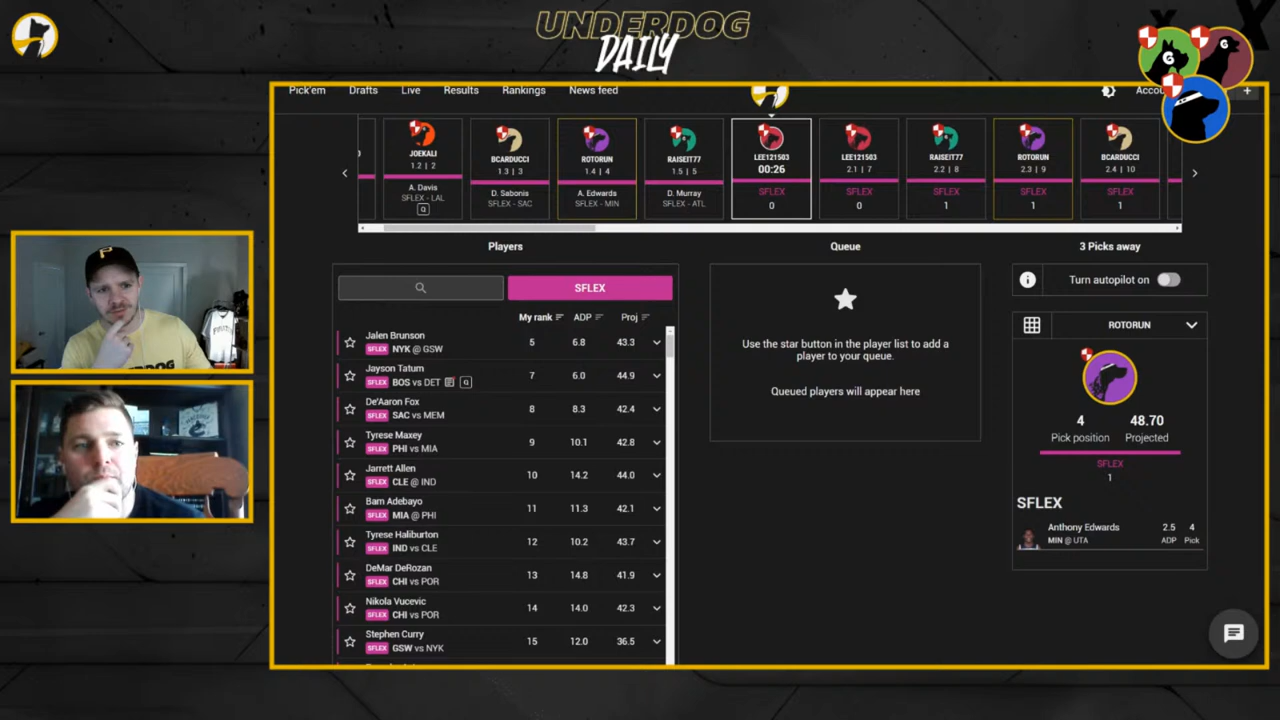 UNDERDOG
DAILY
G
G
Pick'em Drafts Live Results Rankings News feed
JOEKALI
1.2 | 2
A. Davis
SFLEX - LAL
Q
BCARDUCCI
1.3 | 3
D. Sabonis
SFLEX - SAC
ROTORUN
1.4 | 4
A. Edwards
SFLEX - MIN
RAISEIT77
1.5 | 5
D. Murray
SFLEX - ATL
LEE121503
00:26
SFLEX
0
LEE121503
2.1 | 7
SFLEX
0
RAISEIT77
2.2 | 8
SFLEX
1
ROTORUN
2.3 | 9
SFLEX
1
BCARDUCCI
2.4 | 10
SFLEX
1
Players
SFLEX
My rank ADP Proj
Jalen Brunson
SFLEX NYK @ GSW 5 6.8 43.3
Jayson Tatum
SFLEX BOS vs DET Q 7 6.0 44.9
De'Aaron Fox
SFLEX SAC vs MEM 8 8.3 42.4
Tyrese Maxey
SFLEX PHI vs MIA 9 10.1 42.8
Jarrett Allen
SFLEX CLE @ IND 10 14.2 44.0
Bam Adebayo
SFLEX MIA @ PHI 11 11.3 42.1
Tyrese Haliburton
SFLEX IND vs CLE 12 10.2 43.7
DeMar DeRozan
SFLEX CHI vs POR 13 14.8 41.9
Nikola Vucevic
SFLEX CHI vs POR 14 14.0 42.3
Stephen Curry
SFLEX GSW vs NYK 15 12.0 36.5
Queue
Use the star button in the player list to add a
player to your queue.
Queued players will appear here
3 Picks away
Turn autopilot on
ROTORUN
4 48.70
Pick position Projected
SFLEX
1
SFLEX
Anthony Edwards 2.5 4
MIN @ UTA ADP Pick
P